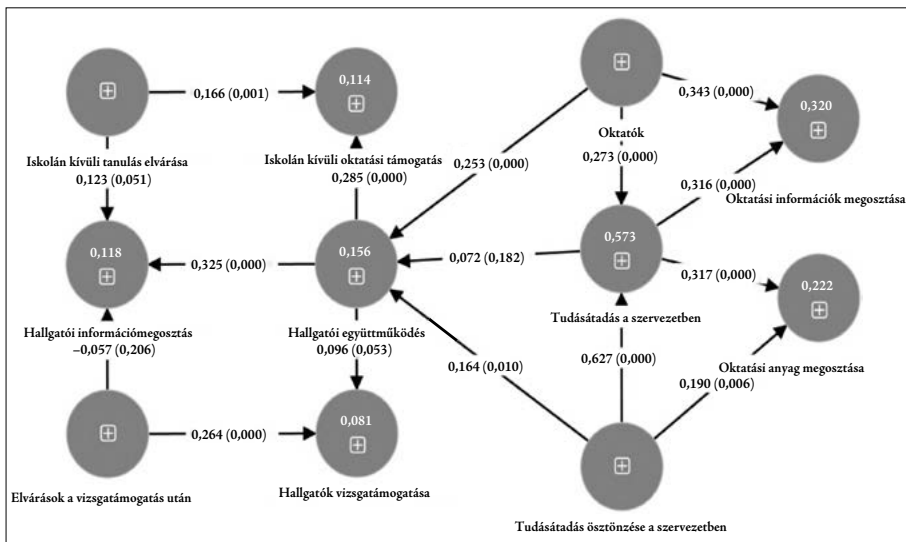 0,114
0,166 (0,001)
0,343 (0,000)
0,320
Iskolán kívüli tanulás elvárása
0,123 (0,051)
Iskolán kívüli oktatási támogatás
0,285 (0,000)
0,253 (0,000)
Oktatók
0,273 (0,000)
0,316 (0,000)
Oktatási információk megosztása
0,118
0,325 (0,000)
0,156
0,072 (0,182)
0,573
0,317 (0,000)
0,222
Hallgatói információmegosztás
–0,057 (0,206)
Hallgatói együttműködés
0,096 (0,053)
Tudásátadás a szervezetben
0,164 (0,010)
0,627 (0,000)
Oktatási anyag megosztása
0,190 (0,006)
0,264 (0,000)
0,081
Elvárások a vizsgatámogatás után
Hallgatók vizsgatámogatása
Tudásátadás ösztönzése a szervezetben